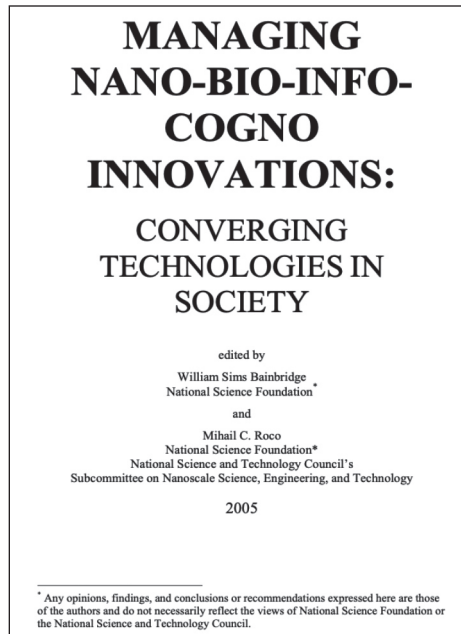 MANAGING
NANO-BIO-INFO-
COGNO
INNOVATIONS:
CONVERGING
TECHNOLOGIES IN
SOCIETY
edited by
William Sims Bainbridge
National Science Foundation*
and
Mihail C. Roco
National Science Foundation*
National Science and Technology Council's
Subcommittee on Nanoscale Science, Engineering, and Technology
2005
* Any opinions, findings, and conclusions or recommendations expressed here are those
of the authors and do not necessarily reflect the views of National Science Foundation or
the National Science and Technology Council.